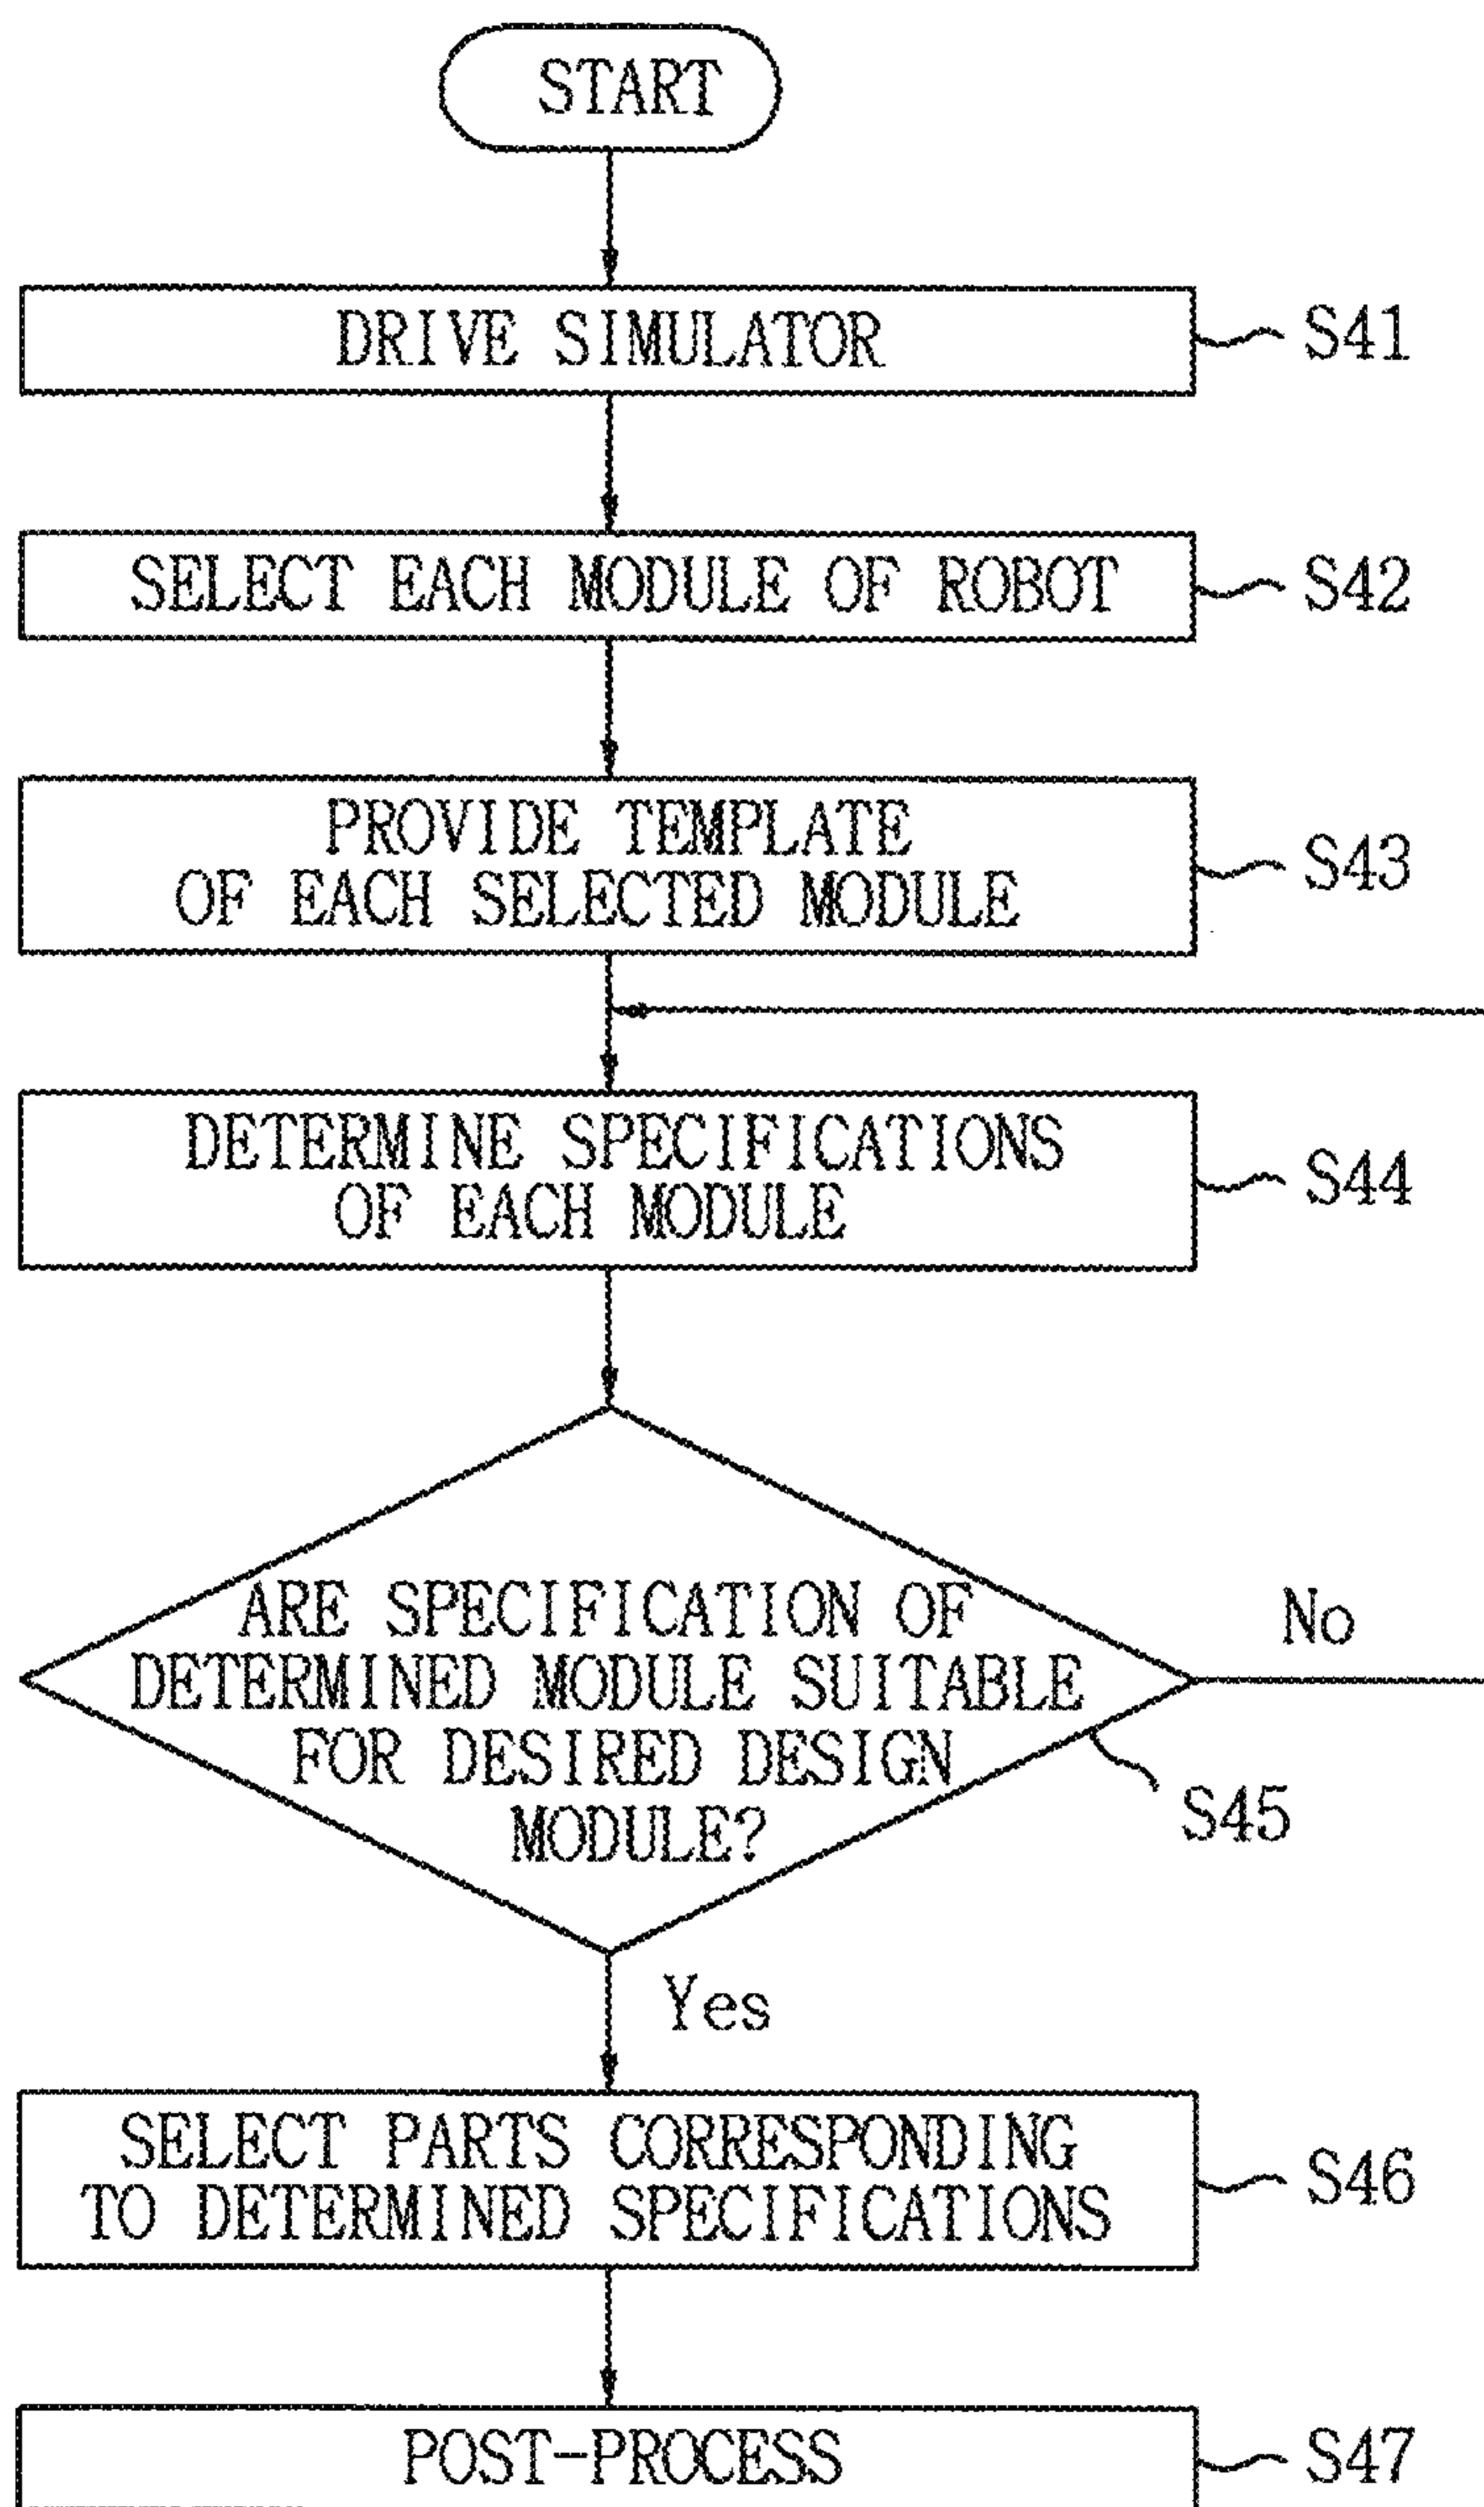 START
DRIVE SIMULATOR
S41
SELECT EACH MODULE OF ROBOT
S42
PROVIDE TEMPLATE
OF EACH SELECTED MODULE
S43
DETERMINE SPECIFICATIONS
OF EACH MODULE
S44
ARE SPECIFICATION OF
DETERMINED MODULE SUITABLE
FOR DESIRED DESIGN
MODULE?
No
S45
Yes
SELECT PARTS CORRESPONDING
TO DETERMINED SPECIFICATIONS
S46
POST-PROCESS
S47